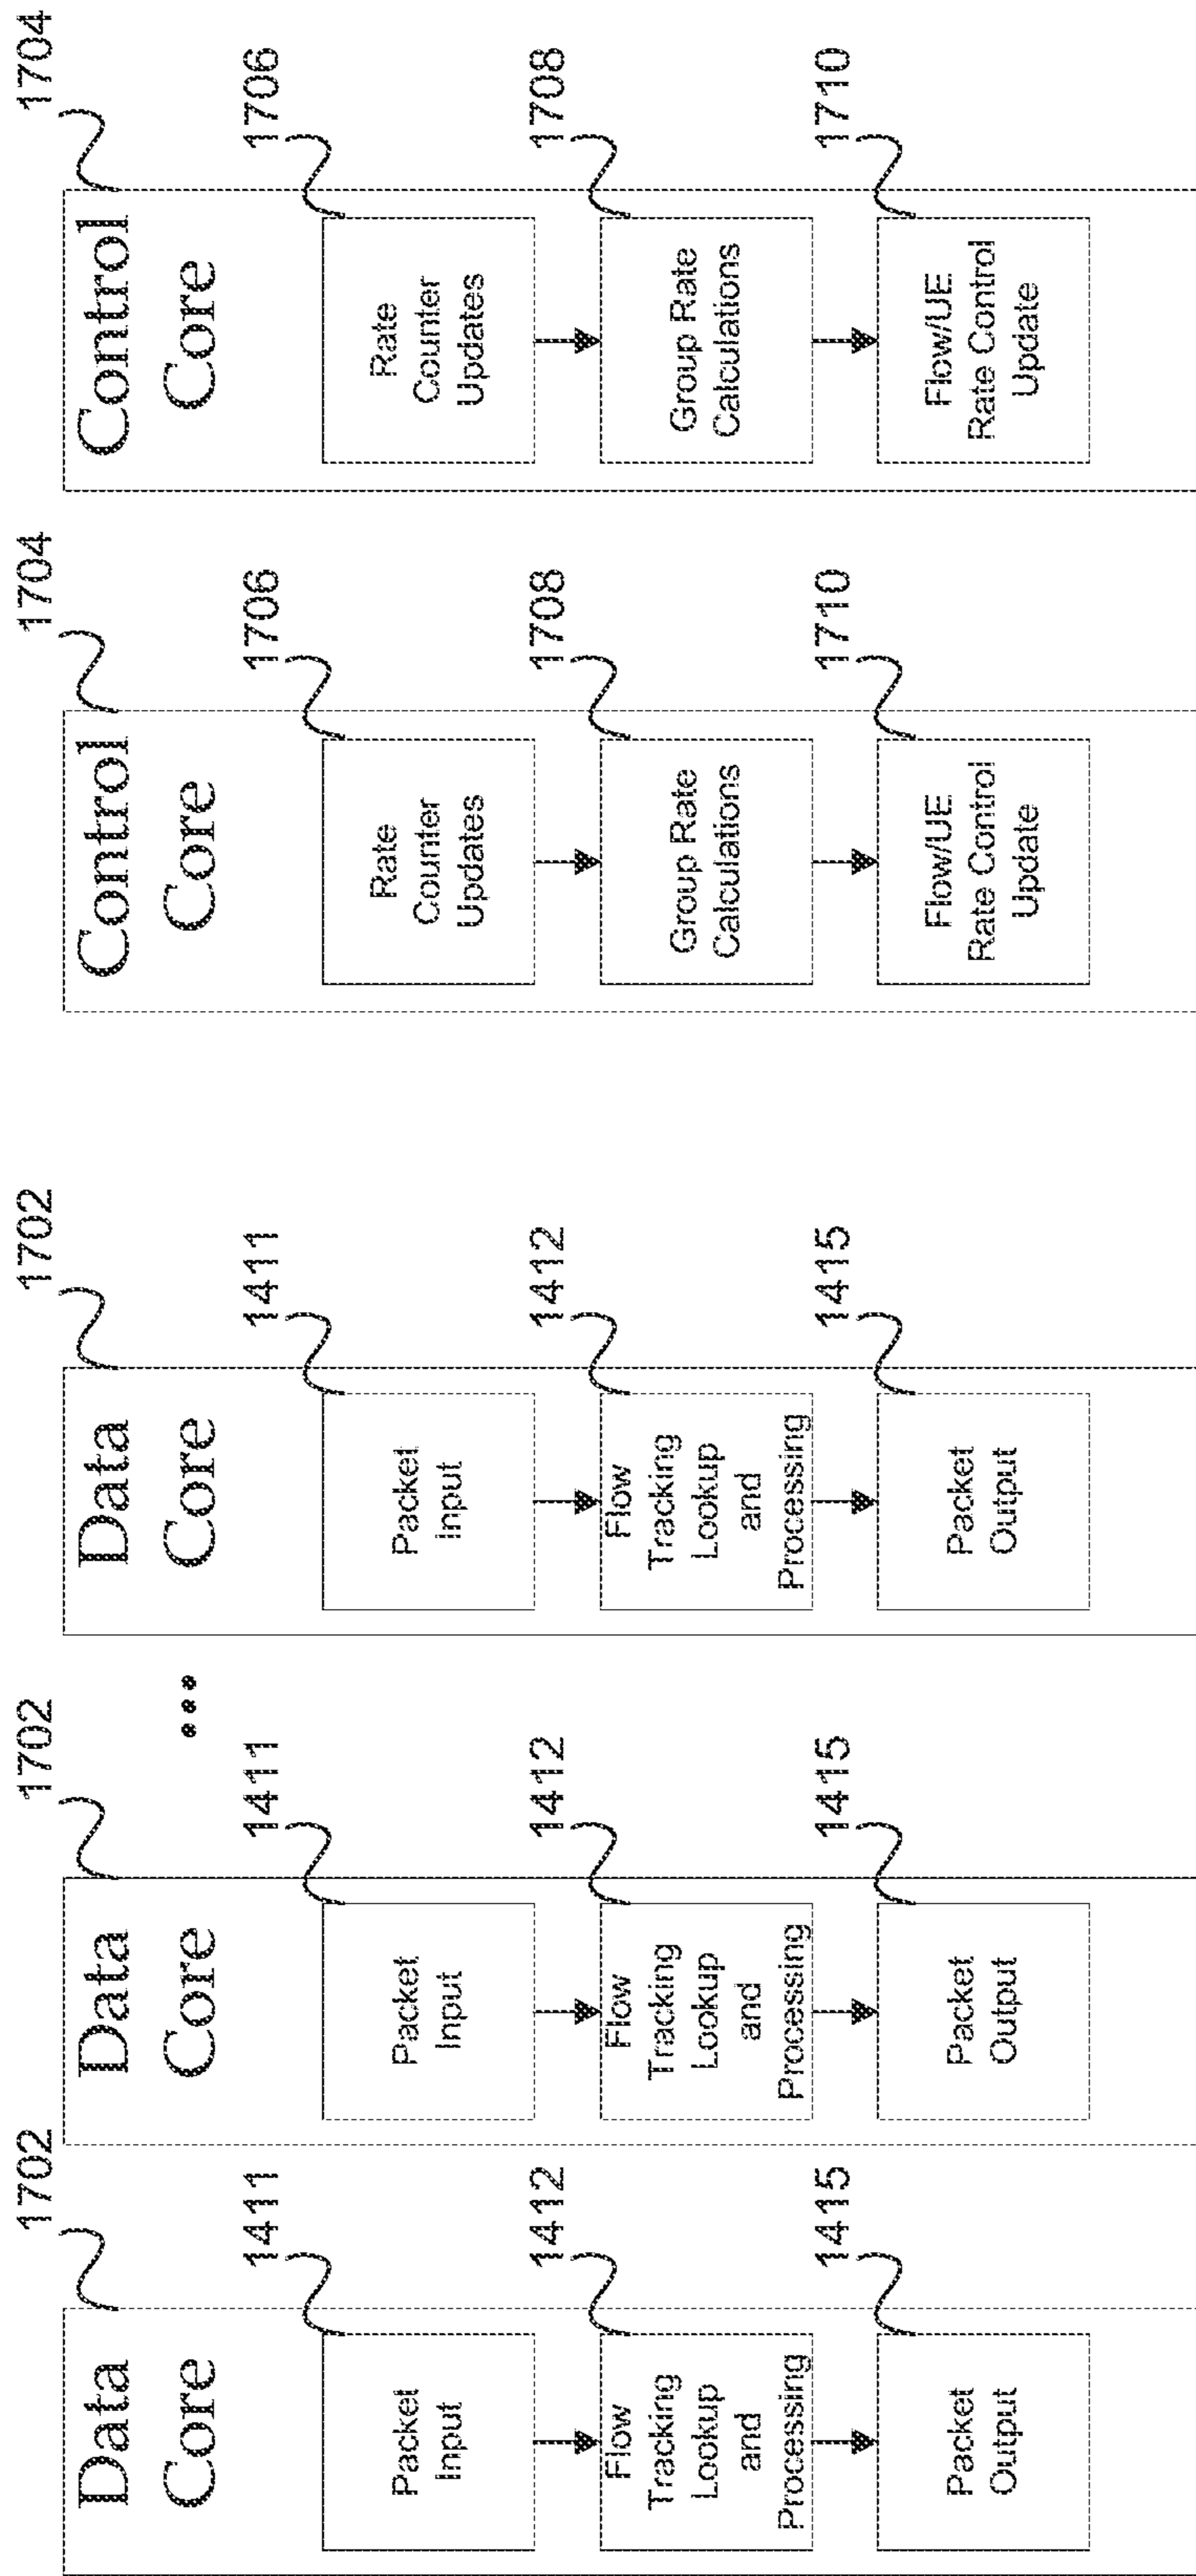 1702
Data
Core
1411
Packet
Input
1412
Flow
Tracking
Lookup
and
Processing
1415
Packet
Output
1702
Data
Core
1411
Packet
Input
1412
Flow
Tracking
Lookup
and
Processing
1415
Packet
Output
...
1702
Data
Core
1411
Packet
Input
1412
Flow
Tracking
Lookup
and
Processing
1415
Packet
Output
1704
Control
Core
1706
Rate
Counter
Updates
1708
Group Rate
Calculations
1710
Flow/UE
Rate Control
Update
1704
Control
Core
1706
Rate
Counter
Updates
1708
Group Rate
Calculations
1710
Flow/UE
Rate Control
Update